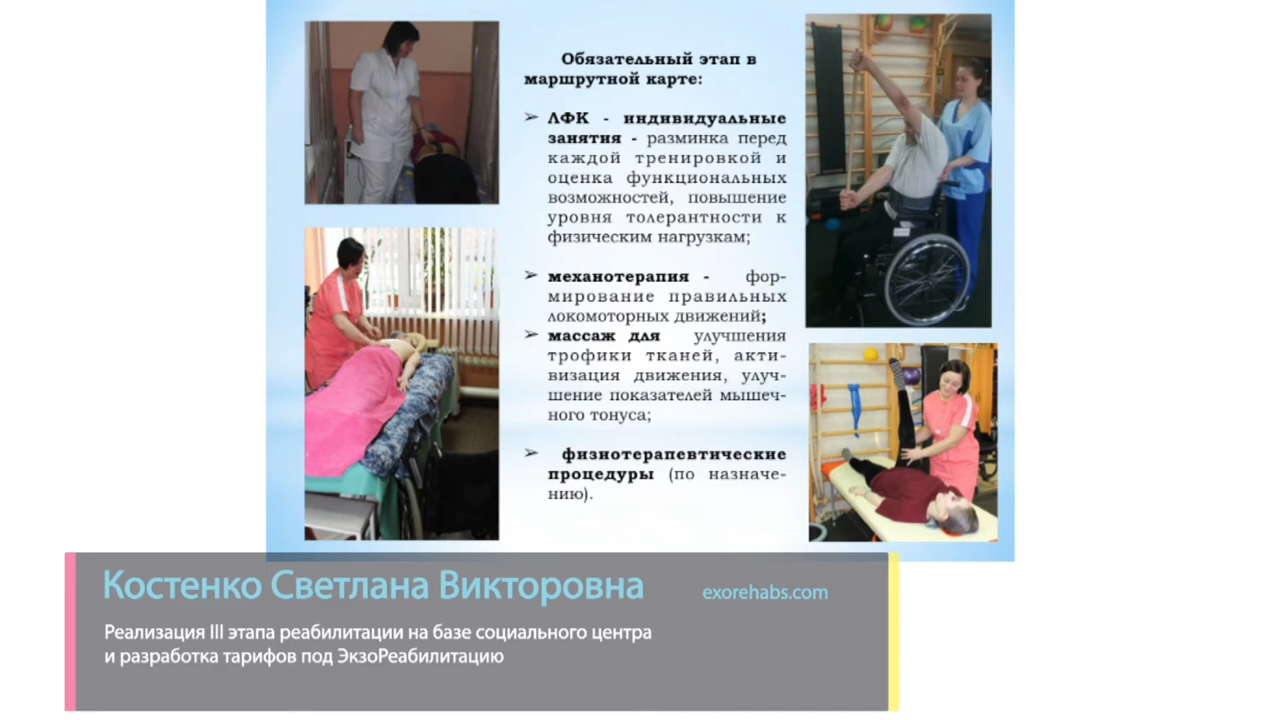 Обязательный этап в
маршрутной карте:
➢ ЛФК - индивидуальные
занятия - разминка перед
каждой тренировкой и
оценка функциональных
возможностей, повышение
уровня толерантности к
физическим нагрузкам;
➢ механотерапия - фор-
мирование правильных
локомоторных движений;
➢ массаж для улучшения
трофики тканей, акти-
визация движения, улуч-
шение показателей мышеч-
ного тонуса;
➢ физиотерапевтические
процедуры (по назначе-
нию).
Костенко Светлана Викторовна
exorehabs.com
Реализация III этапа реабилитации на базе социального центра
и разработка тарифов под ЭкзоРеабилитацию